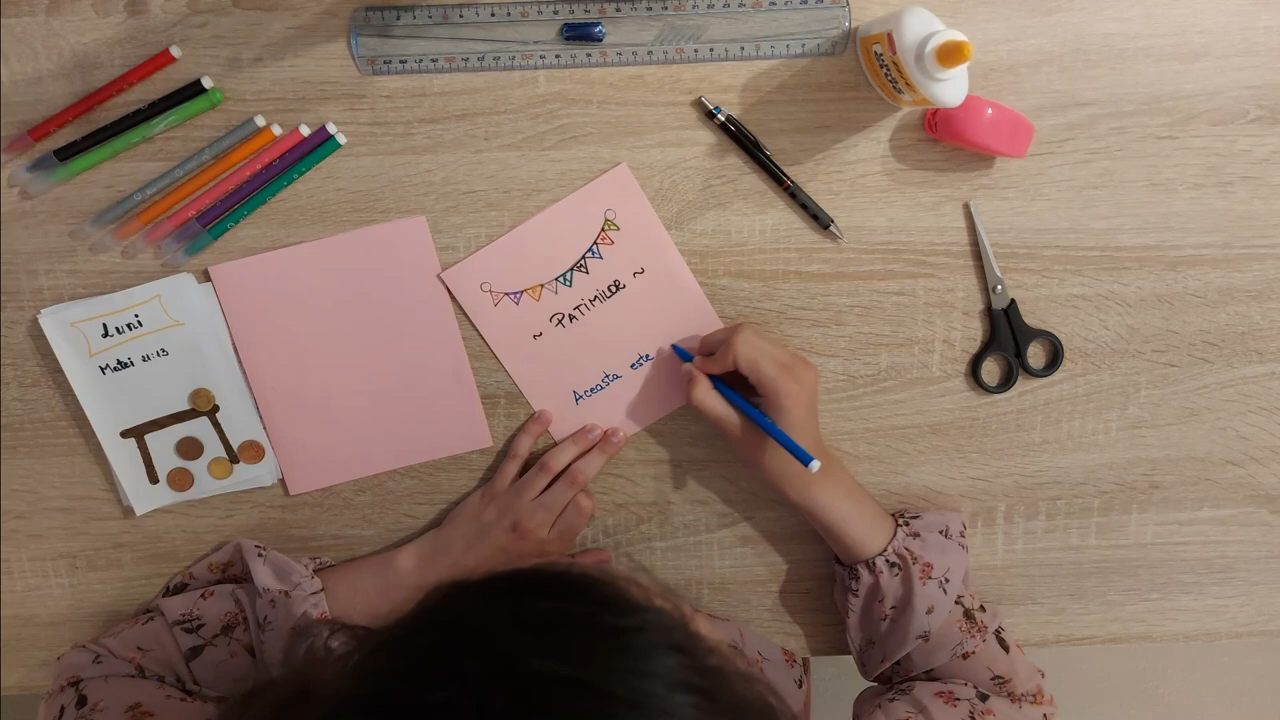 Luni
Matei 21:13
~ PATIMILOR ~
Aceasta este